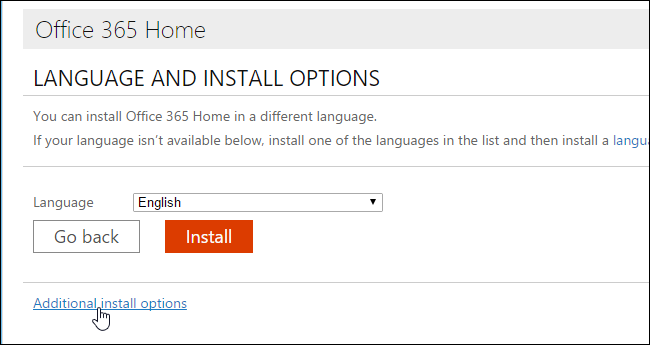 Office 365 Home
LANGUAGE AND INSTALL OPTIONS
You can install Office 365 Home in a different language.
If your language isn't available below, install one of the languages in the list and then install a langua
Language English
Go back Install
Additional install options